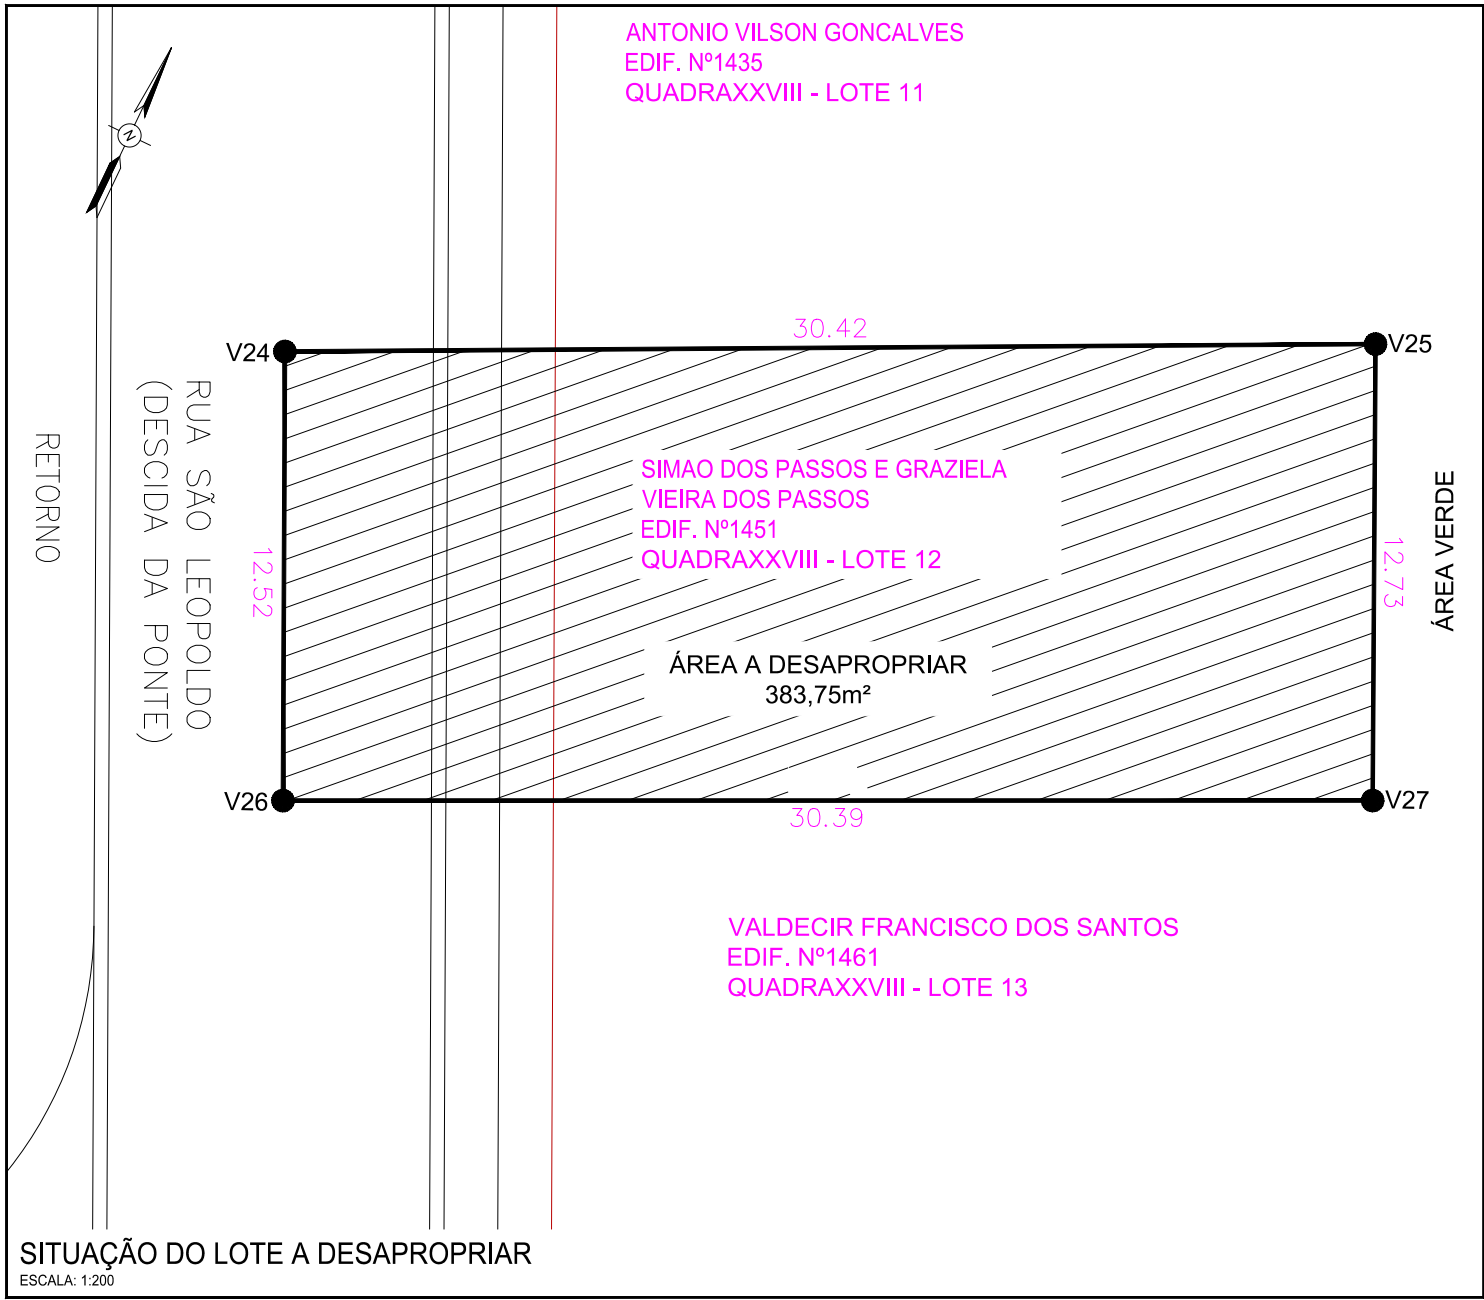 ANTONIO VILSON GONCALVES
EDIF. Nº1435
QUADRAXXVIII - LOTE 11
N
30.42
V24
V25
RETORNO
RUA SÃO LEOPOLDO
(DESCIDA DA PONTE)
12.52
SIMAO DOS PASSOS E GRAZIELA
VIEIRA DOS PASSOS
EDIF. Nº1451
QUADRAXXVIII - LOTE 12
12.73
ÁREA VERDE
ÁREA A DESAPROPRIAR
383,75m²
V26
V27
30.39
VALDECIR FRANCISCO DOS SANTOS
EDIF. Nº1461
QUADRAXXVIII - LOTE 13
SITUAÇÃO DO LOTE A DESAPROPRIAR
ESCALA: 1:200